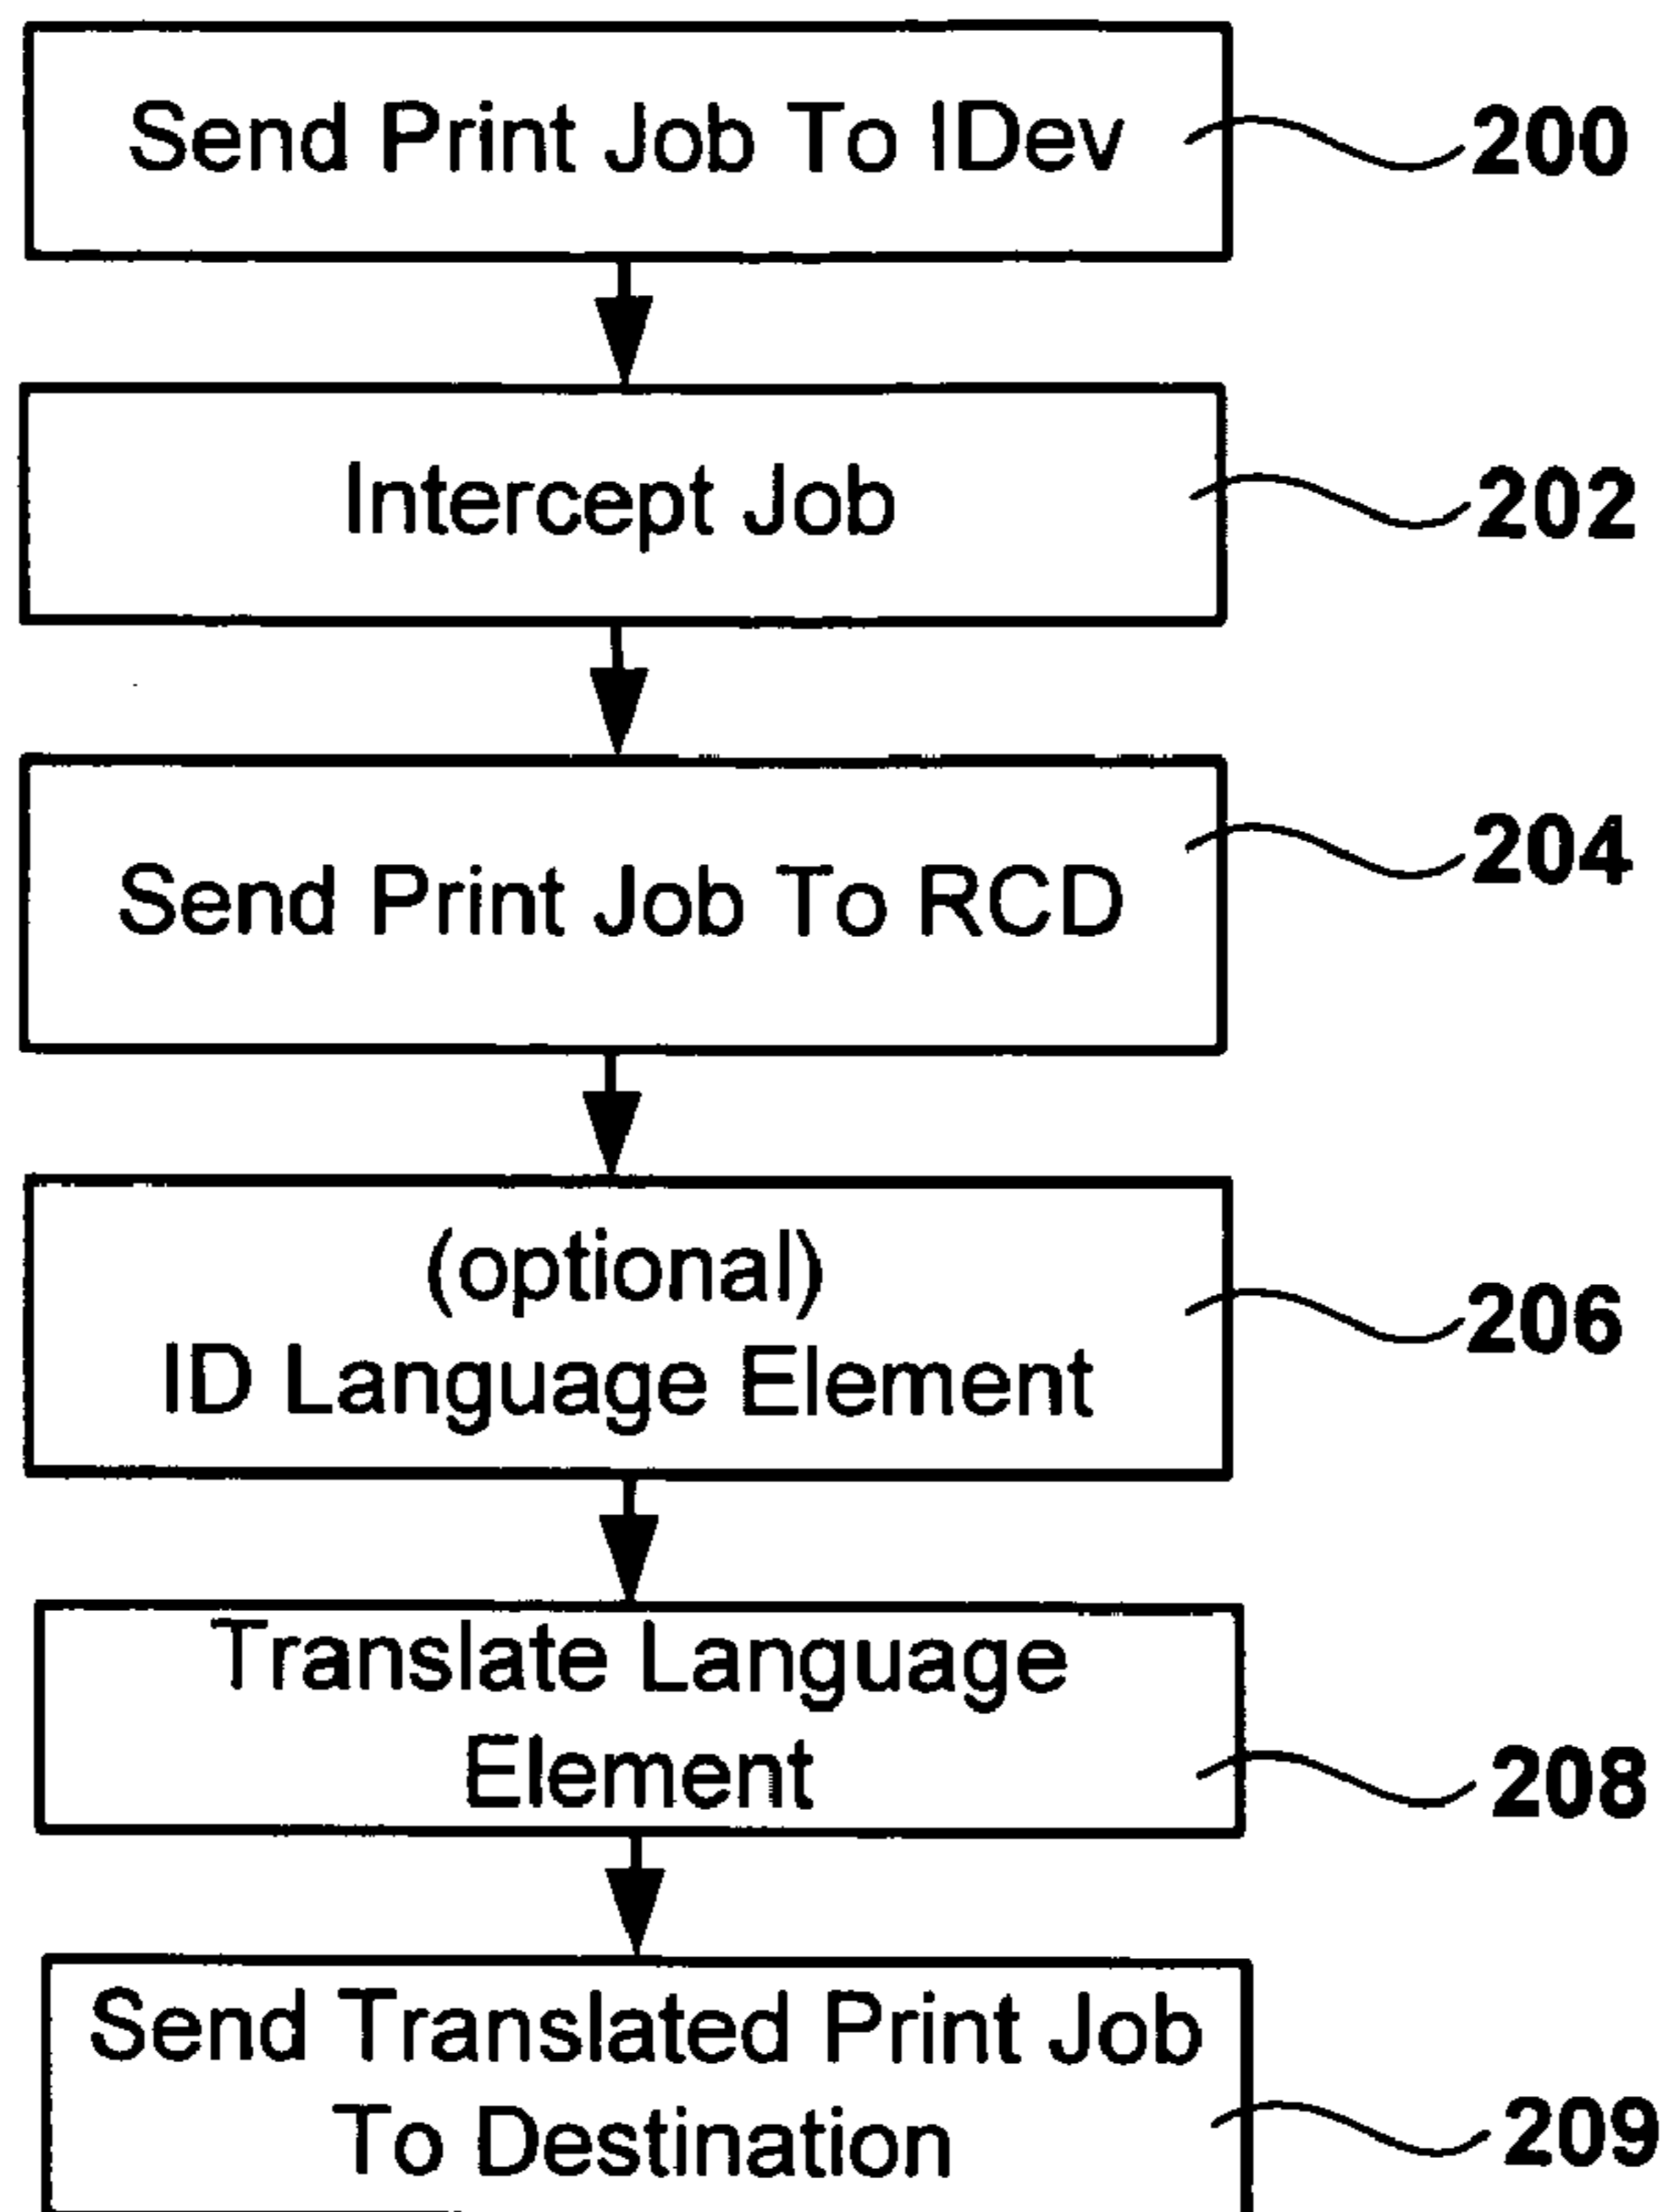 Send Print Job To IDev
200
Intercept Job
202
Send Print Job To RCD
204
(optional)
ID Language Element
206
Translate Language
Element
208
Send Translated Print Job
To Destination
209